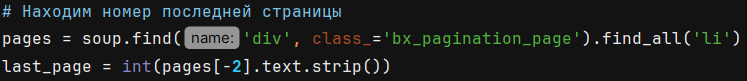 # Находим номер последней страницы
pages = soup.find( name: 'div', class_='bx_pagination_page').find_all('li')
last_page = int(pages[-2].text.strip())